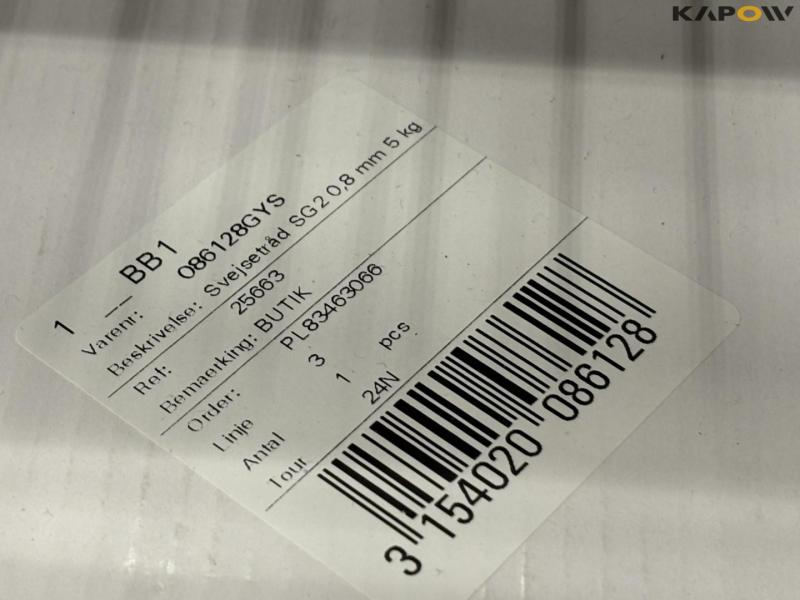 KAPOW
1 _ BB1
Varenr: 086128GYS
Beskrivelse: Svejsetråd SG2 0,8 mm 5 kg
Ref: 25663
Bemaerking: BUTIK
Order: PL83463066
Linje 3
Antal 1 pcs
Tour 24N
3 154020 086128